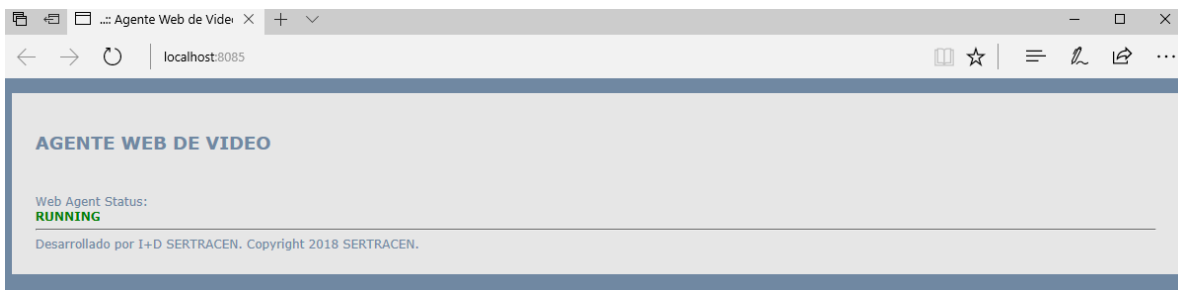 ..:: Agente Web de Vide
localhost:8085
AGENTE WEB DE VIDEO
Web Agent Status:
RUNNING
Desarrollado por I+D SERTRACEN. Copyright 2018 SERTRACEN.